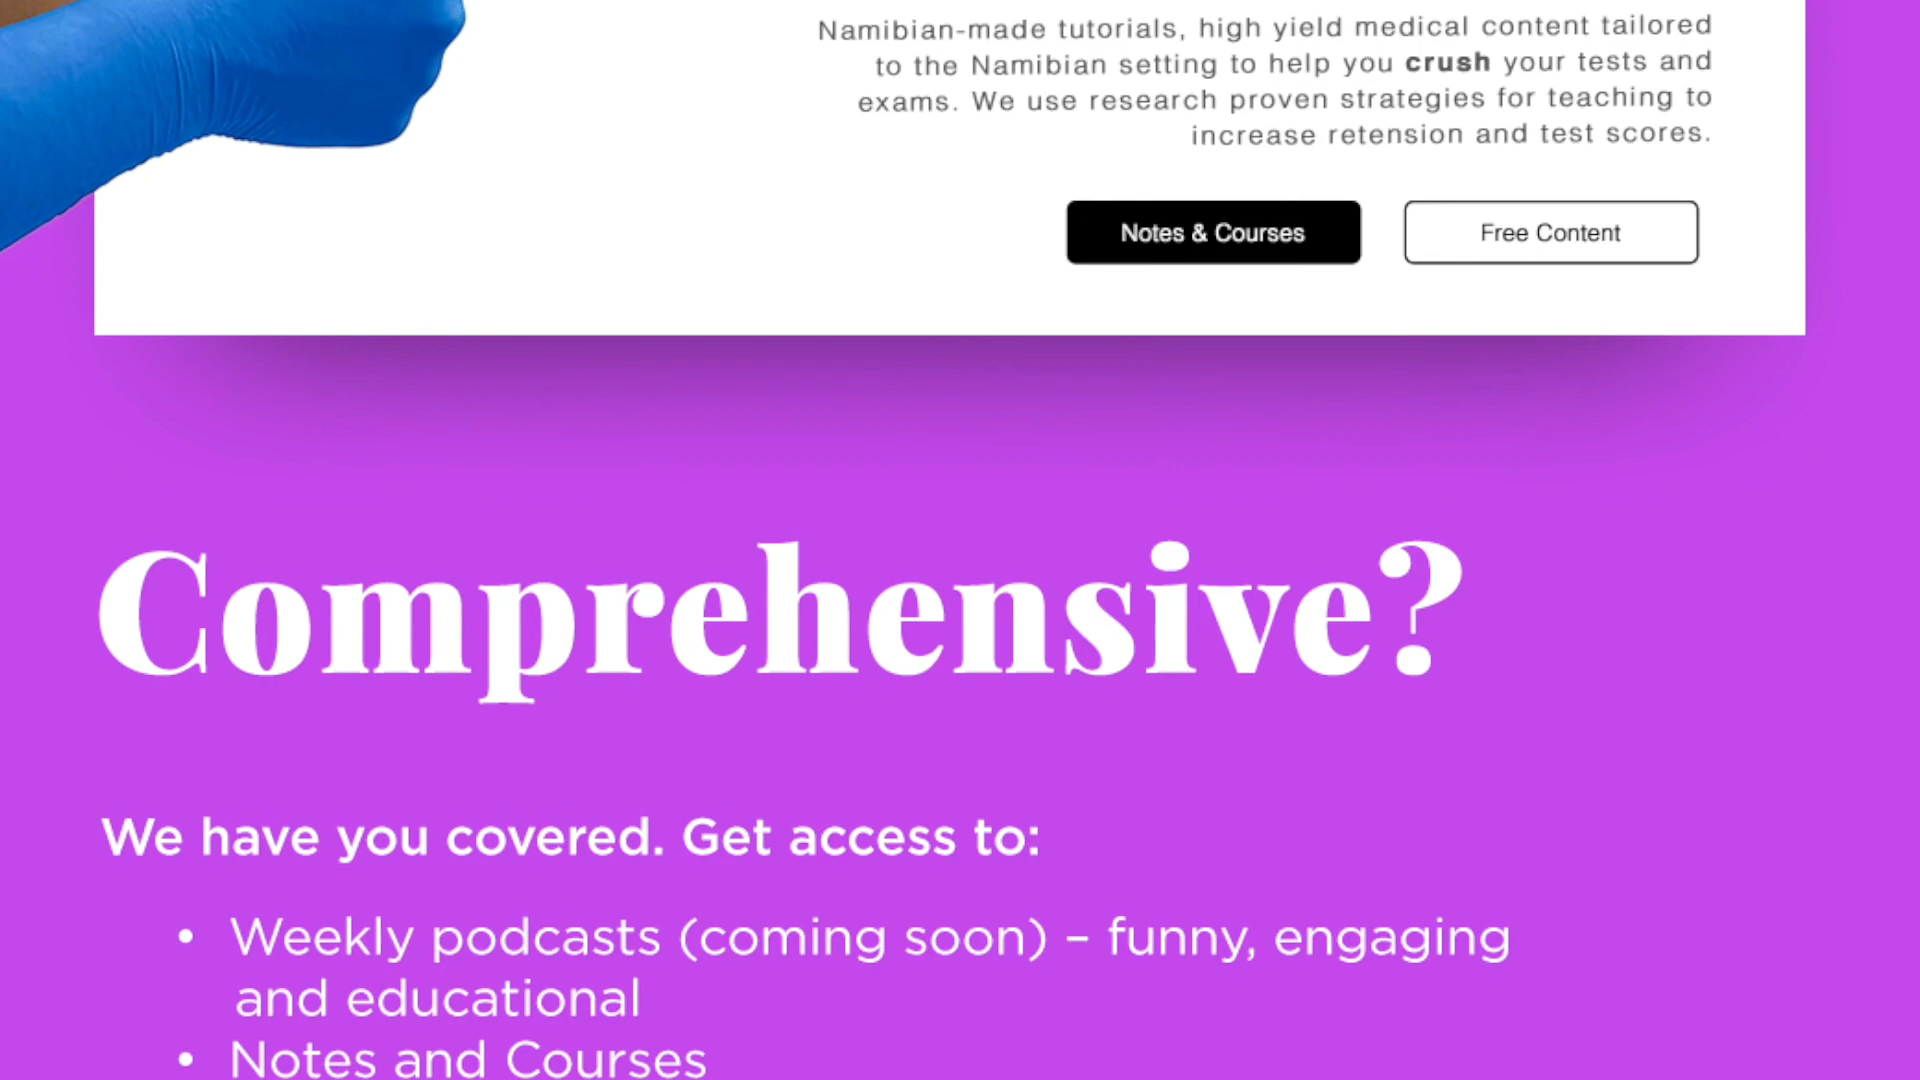 Namibian-made tutorials, high yield medical content tailored
to the Namibian setting to help you crush your tests and
exams. We use research proven strategies for teaching to
increase retension and test scores.
Notes & Courses
Free Content
Comprehensive?
We have you covered. Get access to:
• Weekly podcasts (coming soon) – funny, engaging
and educational
• Notes and Courses